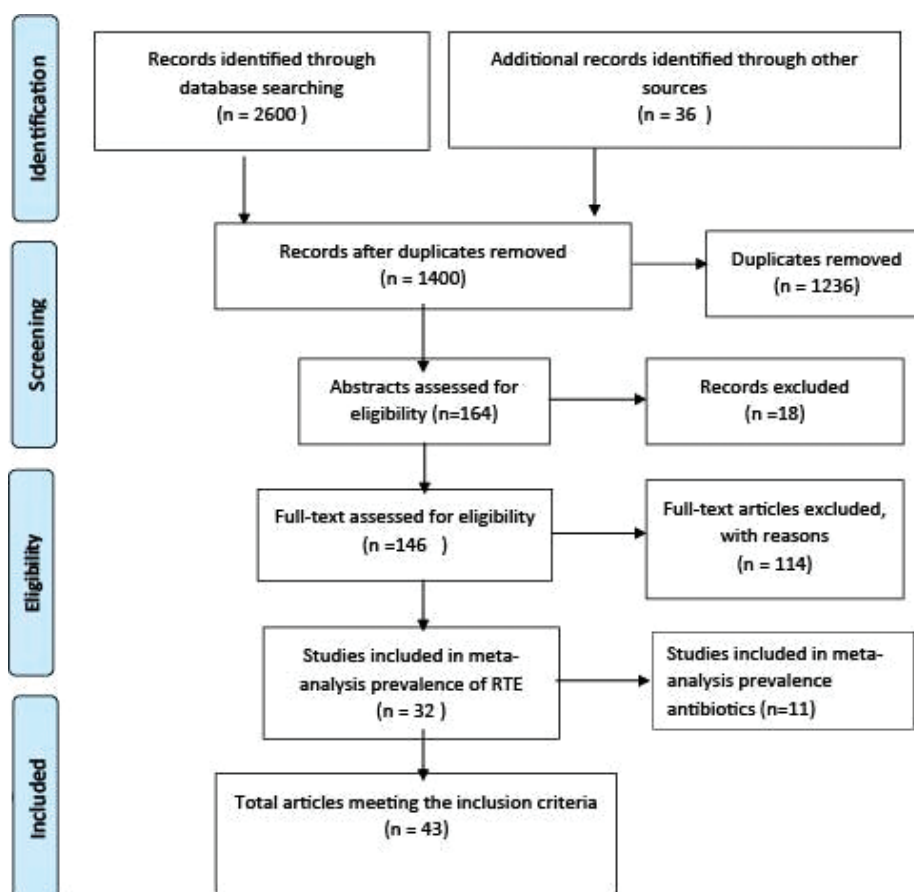 Identification
Records identified through
database searching
(n = 2600 )
Additional records identified through other
sources
(n = 36  )
Records after duplicates removed
(n = 1400)
Duplicates removed
(n = 1236)
Screening
Abstracts assessed for
eligibility (n=164)
Records excluded
(n =18)
Eligibility
Full-text assessed for eligibility
(n =146  )
Full-text articles excluded,
with reasons
(n = 114)
Studies included in meta-
analysis prevalence of RTE
(n = 32 )
Studies included in meta-
analysis prevalence
antibiotics (n=11)
Included
Total articles meeting the inclusion criteria
(n = 43)